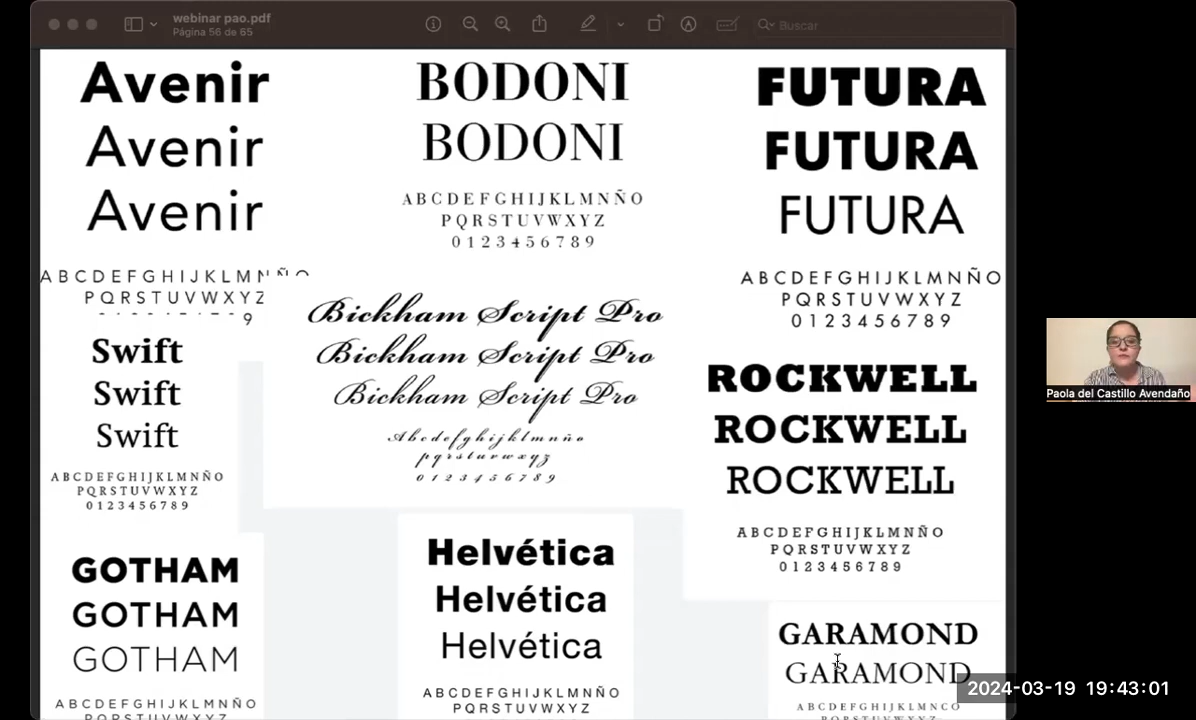 webinar pao.pdf
Página 56 de 65
Buscar
Avenir
Avenir
Avenir
ABCDEFGHIJKLMNÑO
PQRSTUVWXYZ
9
BODONI
BODONI
ABCDEFGHIJKLMNÑO
PQRSTUVWXYZ
0123456789
FUTURA
FUTURA
FUTURA
ABCDEFGHIJKLMNÑO
PQRSTUVWXYZ
0123456789
Swift
Swift
Swift
ABCDEFGHIJKLMNÑO
PQRSTUVWXYZ
0123456789
Bickham Script Pro
Bickham Script Pro
Bickham Script Pro
Abcdefghijklmnño
pqrstuvwxyz
0123456789
ROCKWELL
ROCKWELL
ROCKWELL
ABCDEFGHIJKLMNÑO
PQRSTUVWXYZ
0123456789
Paola del Castillo Avendaño
GOTHAM
GOTHAM
GOTHAM
ABCDEFGHIJKLMNÑO
Helvética
Helvética
Helvética
ABCDEFGHIJKLMNÑO
PQRSTUVWXYZ
GARAMOND
GARAMOND
2024-03-19 19:43:01